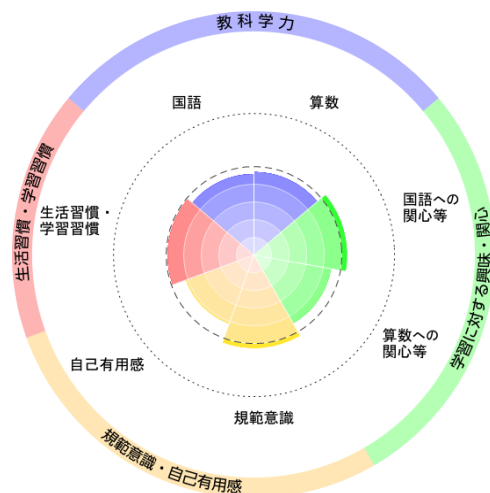 教科学力
国語
算数
生活習慣・学習習慣
生活習慣・
学習習慣
国語への
関心等
学習に対する興味・関心
算数への
関心等
自己有用感
規範意識
規範意識・自己有用感